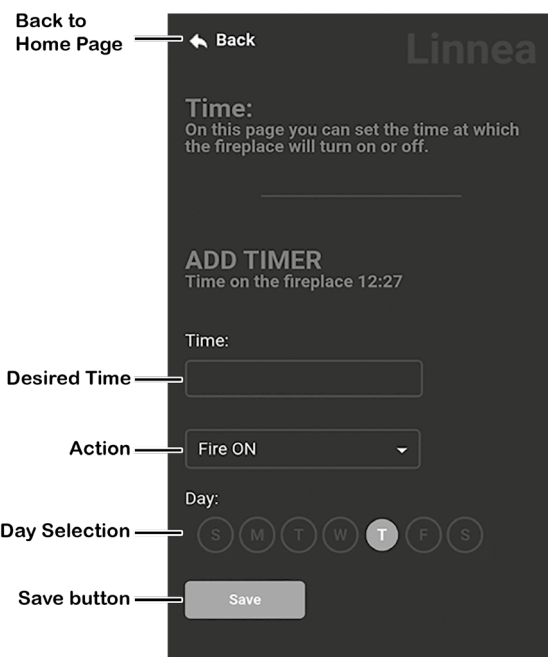 Back to
Home Page
Back
Linnea
Time:
On this page you can set the time at which
the fireplace will turn on or off.
ADD TIMER
Time on the fireplace 12:27
Time:
Desired Time
Action
Fire ON
Day:
Day Selection
S M T W T F S
Save button
Save